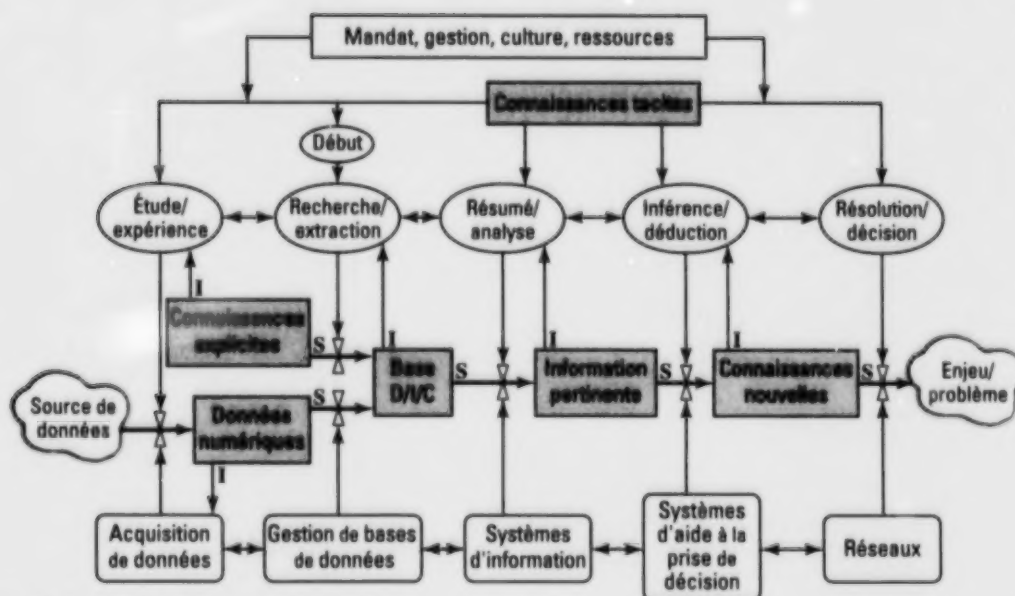 Mandat, gestion, culture, ressources
Connaissances tacites
Début
Étude/
expérience
Recherche/
extraction
Résumé/
analyse
Inférence/
déduction
Résolution/
décision
I
Connaissances
explicites
S
I
Base
D/I/C
S
I
Information
pertinente
S
I
Connaissances
nouvelles
S
Enjeu/
problème
Source de
données
Données
numériques
S
I
Acquisition
de données
Gestion de bases
de données
Systèmes
d'information
Systèmes
d'aide à la
prise de
décision
Réseaux